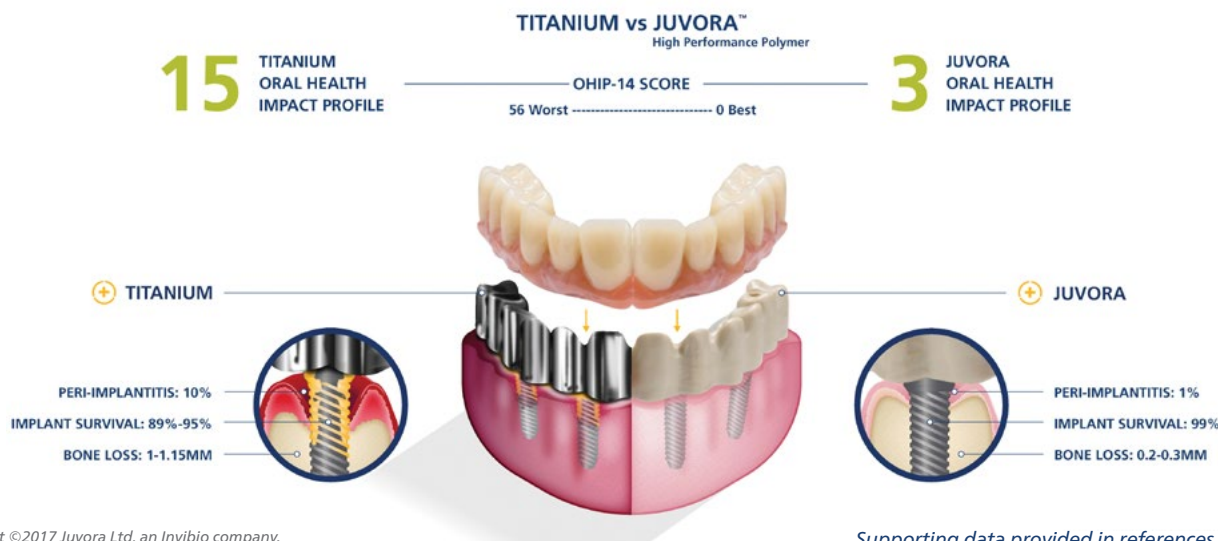 TITANIUM vs JUVORA™
High Performance Polymer
15
TITANIUM
ORAL HEALTH
IMPACT PROFILE
OHIP-14 SCORE
56 Worst ------------------------------- 0 Best
3
JUVORA
ORAL HEALTH
IMPACT PROFILE
TITANIUM
JUVORA
PERI-IMPLANTITIS: 10%
IMPLANT SURVIVAL: 89%-95%
BONE LOSS: 1-1.15MM
PERI-IMPLANTITIS: 1%
IMPLANT SURVIVAL: 99%
BONE LOSS: 0.2-0.3MM
©2017 Juvora Ltd, an Invibio company.
Supporting data provided in references